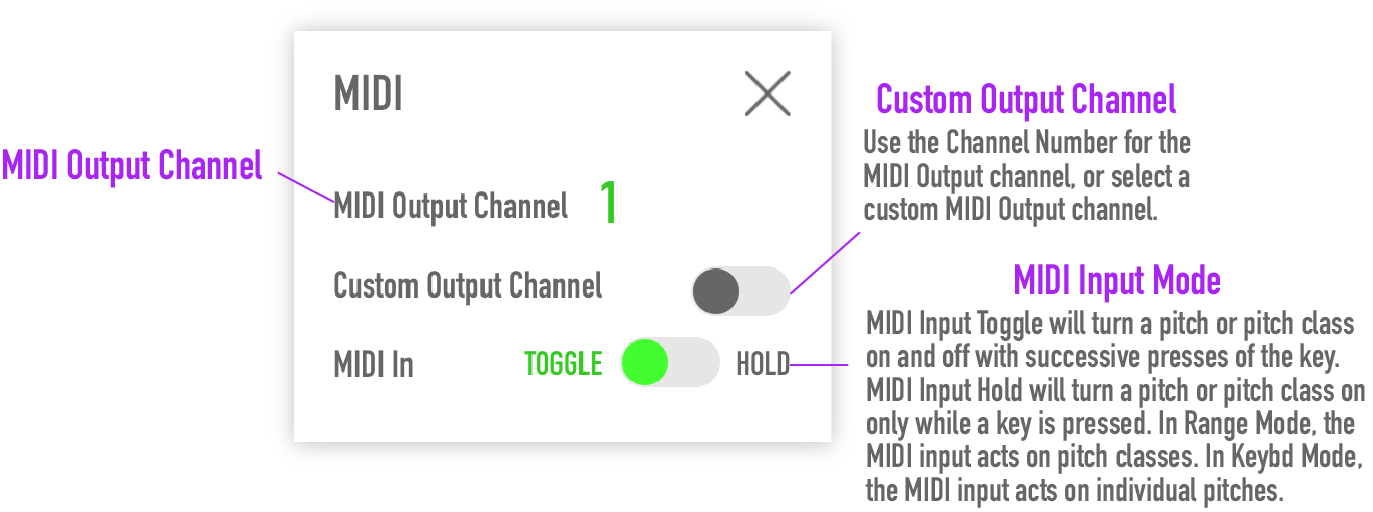 MIDI
MIDI Output Channel
MIDI Output Channel 1
Custom Output Channel
MIDI In TOGGLE HOLD
Custom Output Channel
Use the Channel Number for the
MIDI Output channel, or select a
custom MIDI Output channel.
MIDI Input Mode
MIDI Input Toggle will turn a pitch or pitch class
on and off with successive presses of the key.
MIDI Input Hold will turn a pitch or pitch class on
only while a key is pressed. In Range Mode, the
MIDI input acts on pitch classes. In Keybd Mode,
the MIDI input acts on individual pitches.